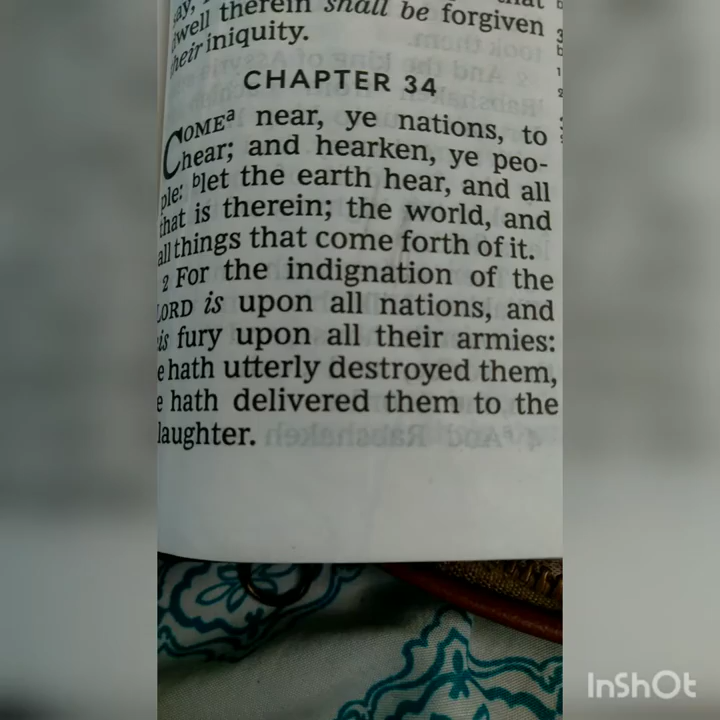 say,
dwell therein shall be forgiven
their iniquity.
CHAPTER 34
COMEa near, ye nations, to
hear; and hearken, ye peo-
ple: blet the earth hear, and all
that is therein; the world, and
all things that come forth of it.
2 For the indignation of the
LORD is upon all nations, and
is fury upon all their armies:
e hath utterly destroyed them,
e hath delivered them to the
laughter.
InShOt